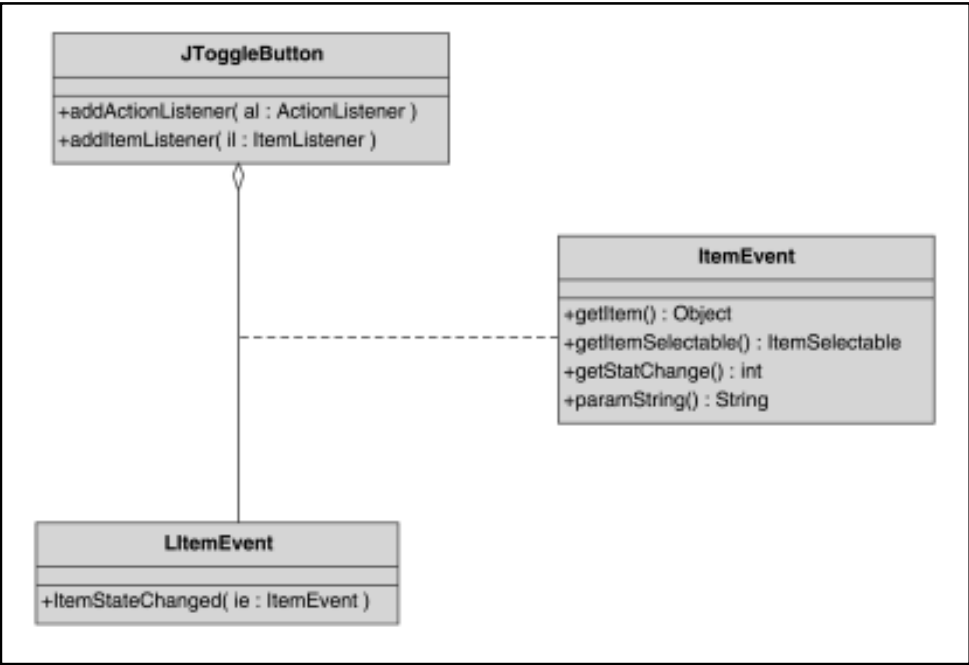 JToggleButton
+addActionListener( al : ActionListener )
+addItemListener( il : ItemListener )
ItemEvent
+getItem() : Object
+getItemSelectable() : ItemSelectable
+getStatChange() : int
+paramString() : String
LItemEvent
+ItemStateChanged( ie : ItemEvent )